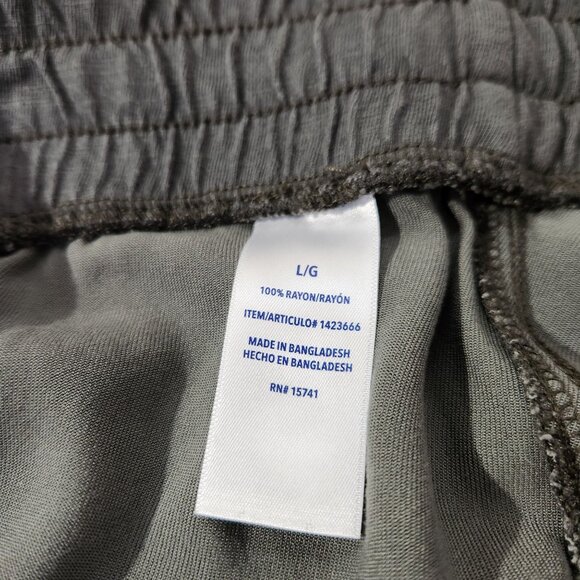 L/G
100% RAYON/RAYÓN
ITEM/ARTICULO# 1423666
MADE IN BANGLADESH
HECHO EN BANGLADESH
RN# 15741